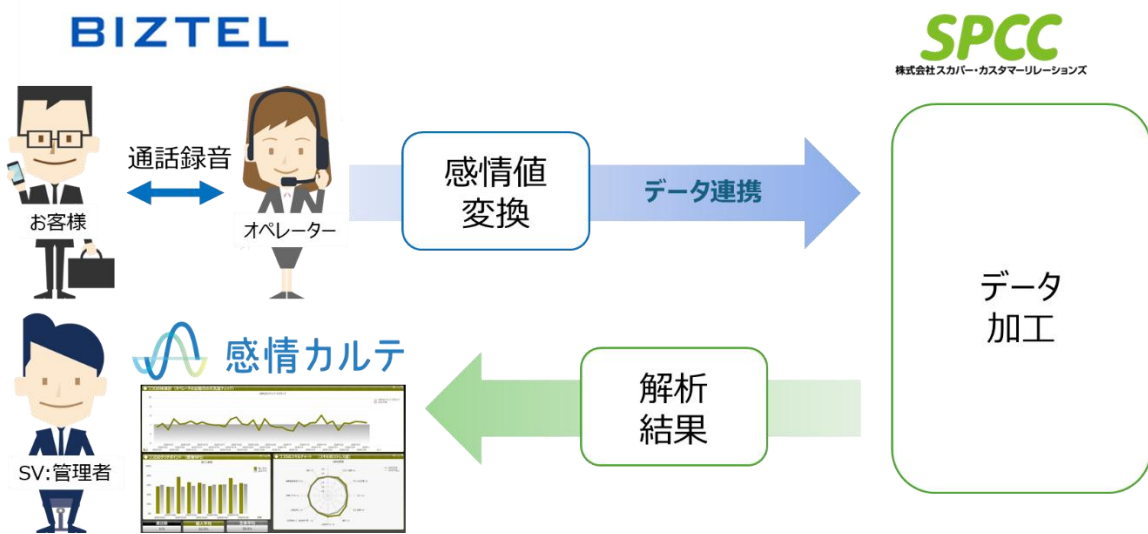 BIZTEL
SPCC
株式会社スカパー・カスタマーリレーションズ
通話録音
お客様
オペレーター
感情値
変換
データ連携
データ
加工
感情カルテ
解析
結果
SV:管理者